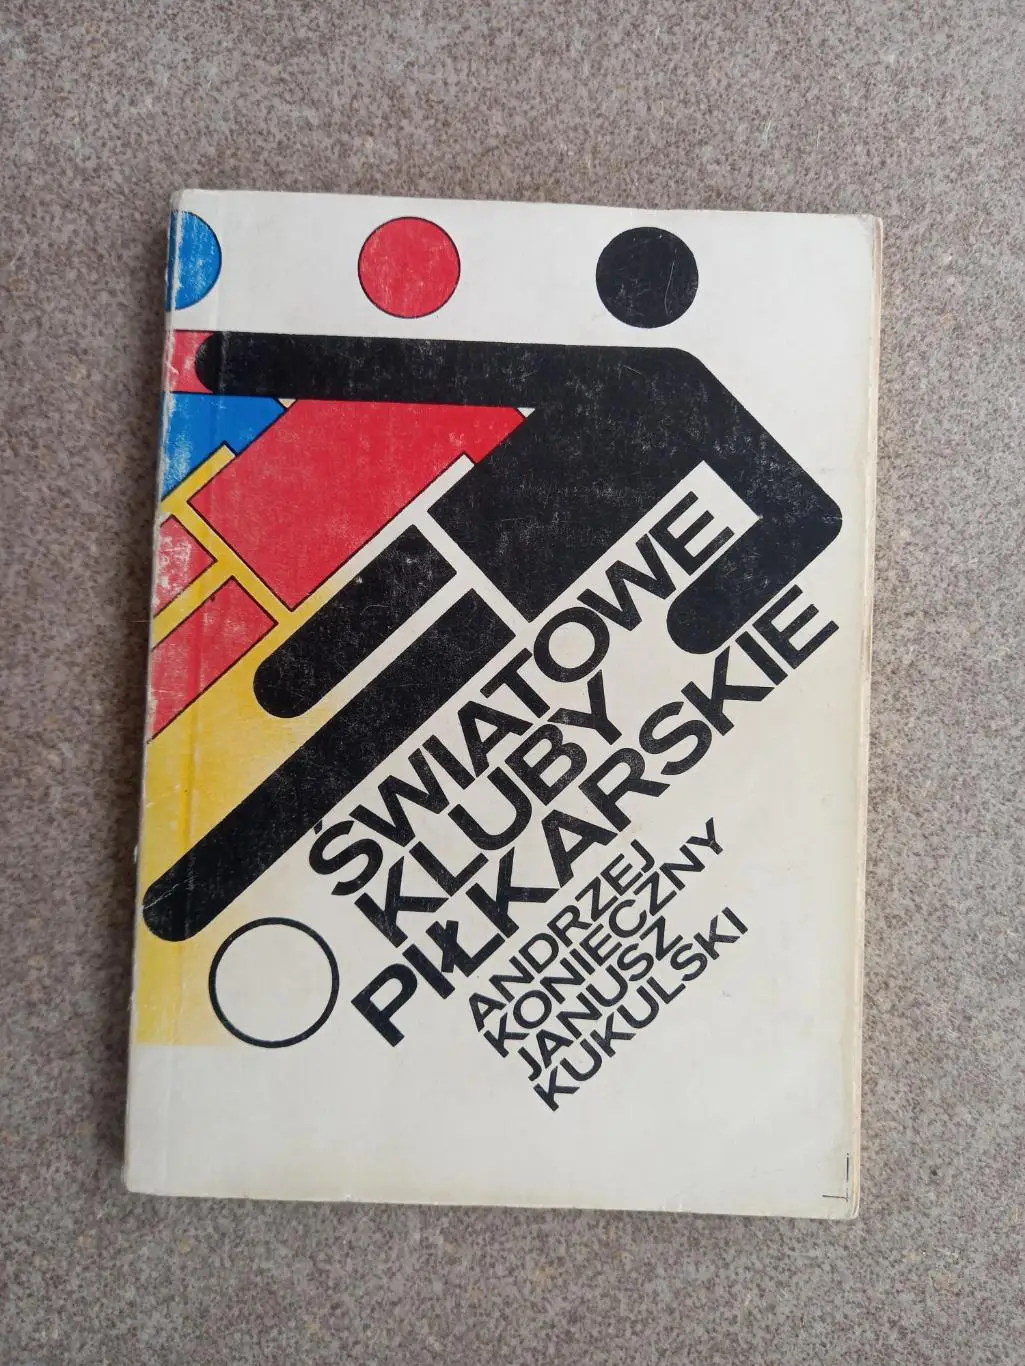 ŚWIATOWE
KLUBY
PIŁKARSKIE
ANDRZEJ
KONIECZNY
JANUSZ
KUKULSKI